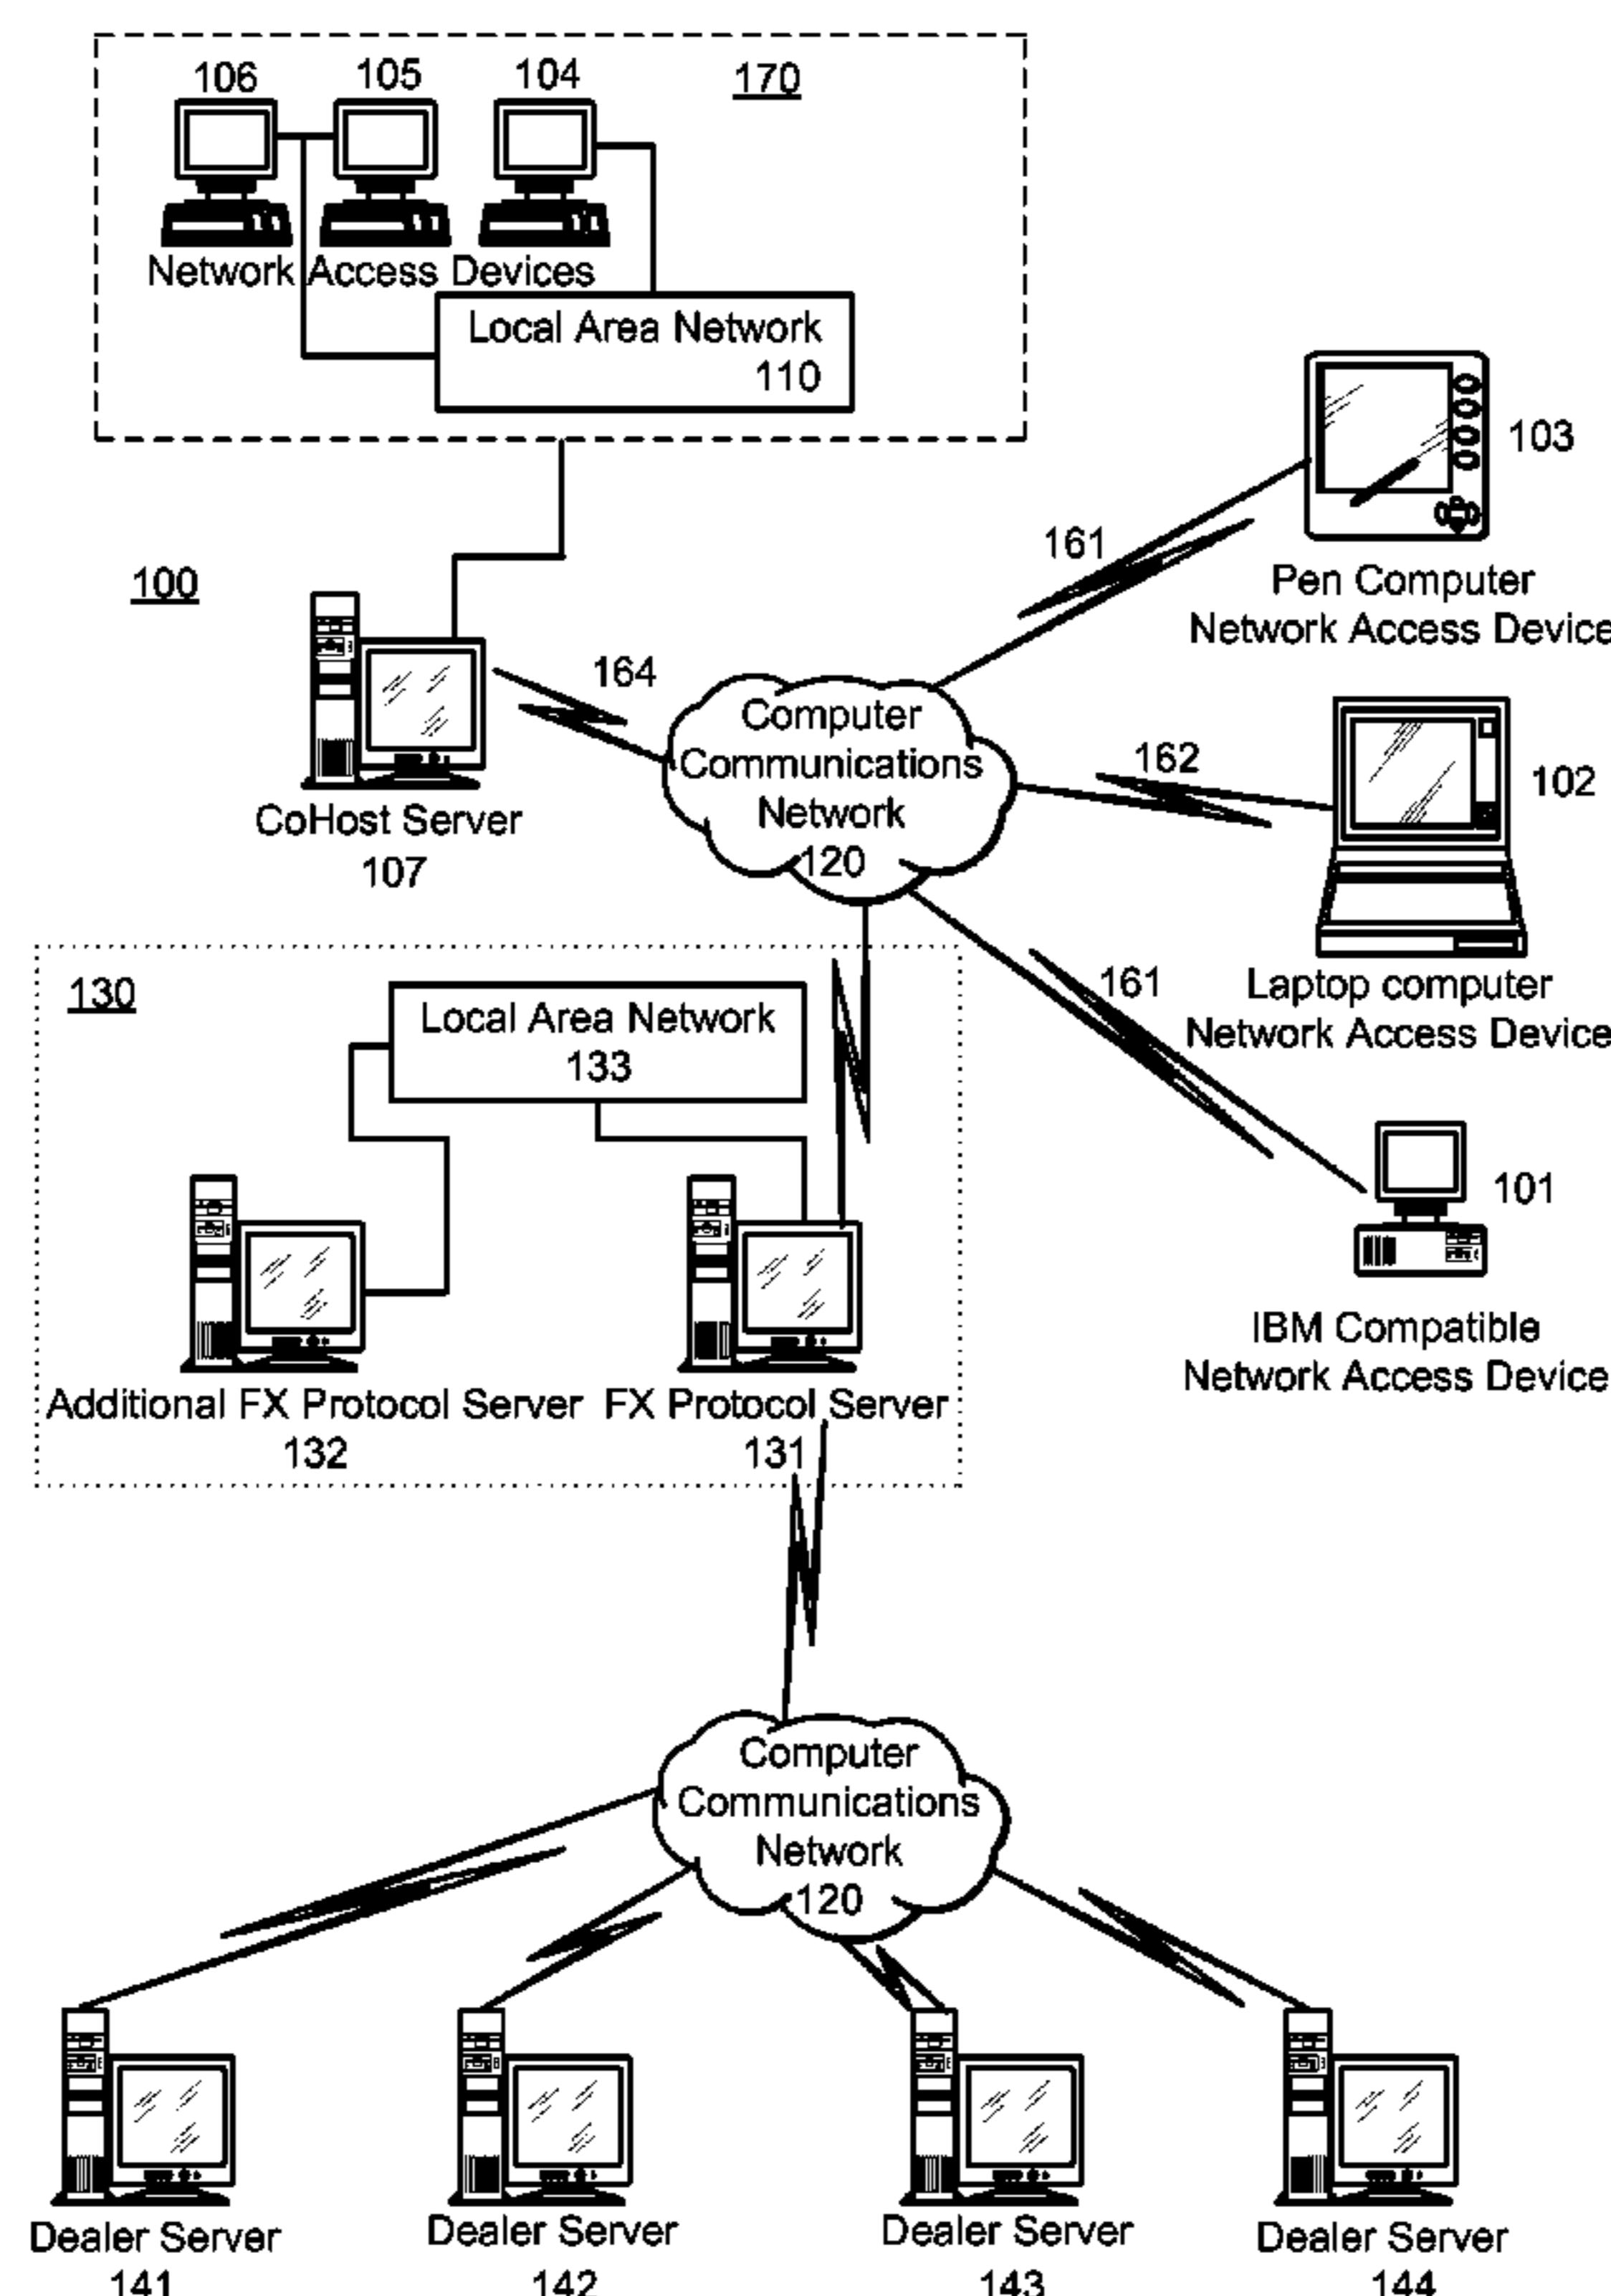 106
105
104
170
Network Access Devices
Local Area Network
110
103
161
Pen Computer
Network Access Device
100
164
Computer
Communications
Network
120
162
102
CoHost Server
107
Laptop computer
Network Access Device
161
130
Local Area Network
133
101
IBM Compatible
Network Access Device
Additional FX Protocol Server
132
FX Protocol Server
131
Computer
Communications
Network
120
Dealer Server
141
Dealer Server
142
Dealer Server
143
Dealer Server
144